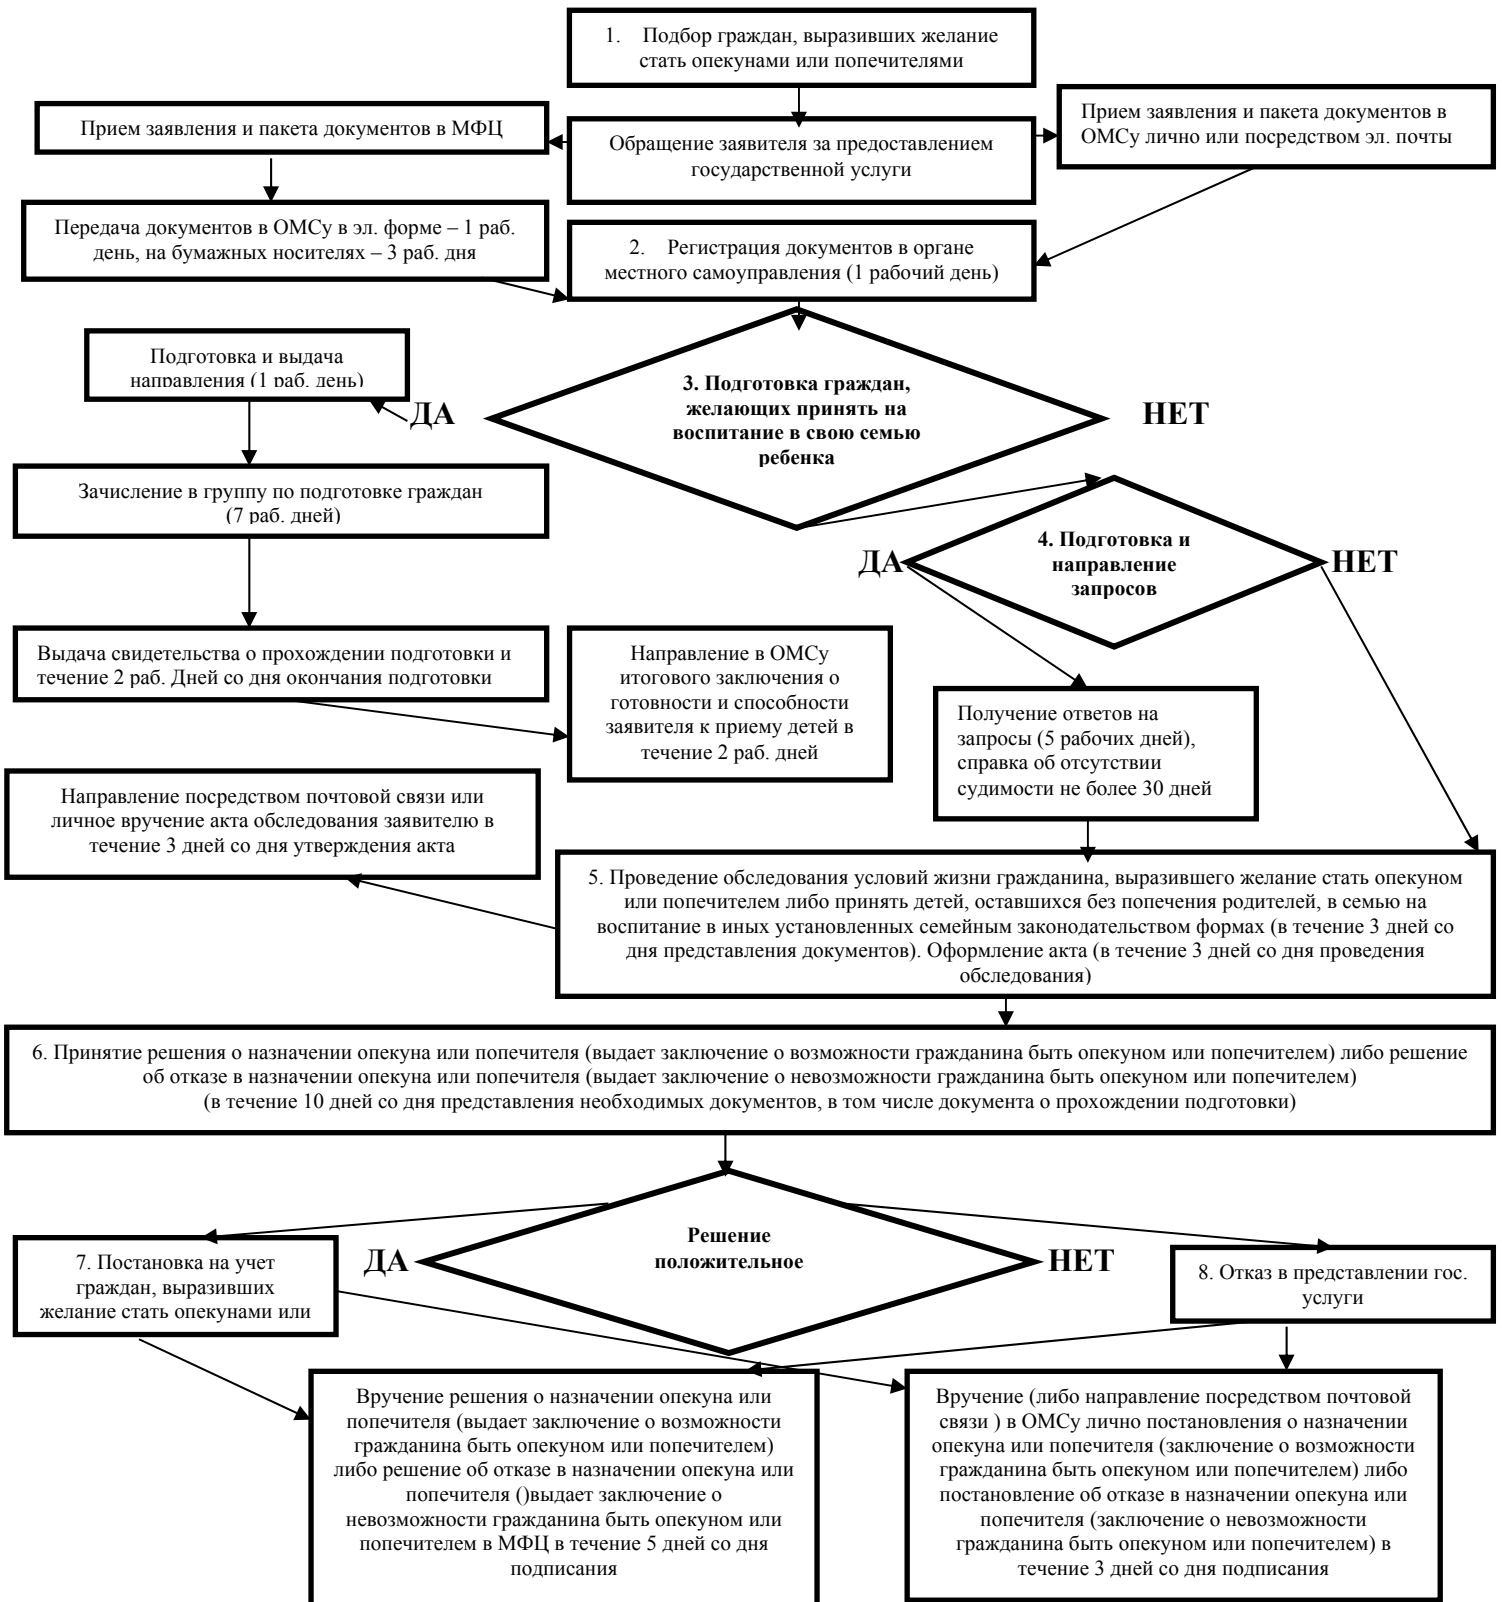 1. Подбор граждан, выразивших желание
стать опекунами или попечителями
Прием заявления и пакета документов в МФЦ
Обращение заявителя за предоставлением
государственной услуги
Прием заявления и пакета документов в
ОМСу лично или посредством эл. почты
Передача документов в ОМСу в эл. форме – 1 раб.
день, на бумажных носителях – 3 раб. дня
2. Регистрация документов в органе
местного самоуправления (1 рабочий день)
Подготовка и выдача
направления (1 раб. день)
ДА
3. Подготовка граждан,
желающих принять на
воспитание в свою семью
ребенка
НЕТ
Зачисление в группу по подготовке граждан
(7 раб. дней)
ДА
4. Подготовка и
направление
запросов
НЕТ
Выдача свидетельства о прохождении подготовки и
течение 2 раб. Дней со дня окончания подготовки
Направление в ОМСу
итогового заключения о
готовности и способности
заявителя к приему детей в
течение 2 раб. дней
Получение ответов на
запросы (5 рабочих дней),
справка об отсутствии
судимости не более 30 дней
Направление посредством почтовой связи или
личное вручение акта обследования заявителю в
течение 3 дней со дня утверждения акта
5. Проведение обследования условий жизни гражданина, выразившего желание стать опекуном
или попечителем либо принять детей, оставшихся без попечения родителей, в семью на
воспитание в иных установленных семейным законодательством формах (в течение 3 дней со
дня представления документов). Оформление акта (в течение 3 дней со дня проведения
обследования)
6. Принятие решения о назначении опекуна или попечителя (выдает заключение о возможности гражданина быть опекуном или попечителем) либо решение
об отказе в назначении опекуна или попечителя (выдает заключение о невозможности гражданина быть опекуном или попечителем)
(в течение 10 дней со дня представления необходимых документов, в том числе документа о прохождении подготовки)
7. Постановка на учет
граждан, выразивших
желание стать опекунами или
ДА
Решение
положительное
НЕТ
8. Отказ в представлении гос.
услуги
Вручение решения о назначении опекуна или
попечителя (выдает заключение о возможности
гражданина быть опекуном или попечителем)
либо решение об отказе в назначении опекуна или
попечителя ()выдает заключение о
невозможности гражданина быть опекуном или
попечителем в МФЦ в течение 5 дней со дня
подписания
Вручение (либо направление посредством почтовой
связи ) в ОМСу лично постановления о назначении
опекуна или попечителя (заключение о возможности
гражданина быть опекуном или попечителем) либо
постановление об отказе в назначении опекуна или
попечителя (заключение о невозможности
гражданина быть опекуном или попечителем) в
течение 3 дней со дня подписания